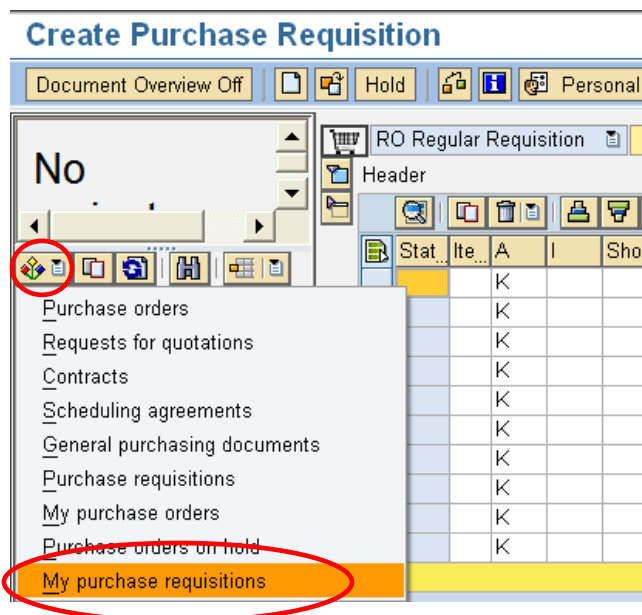 Create Purchase Requisition
Document Overview Off Hold Personal
No
RO Regular Requisition
Header
Stat.. Ite... A I Sho
K
K
K
K
K
K
K
K
K
K
Purchase orders
Requests for quotations
Contracts
Scheduling agreements
General purchasing documents
Purchase requisitions
My purchase orders
Purchase orders on hold
My purchase requisitions